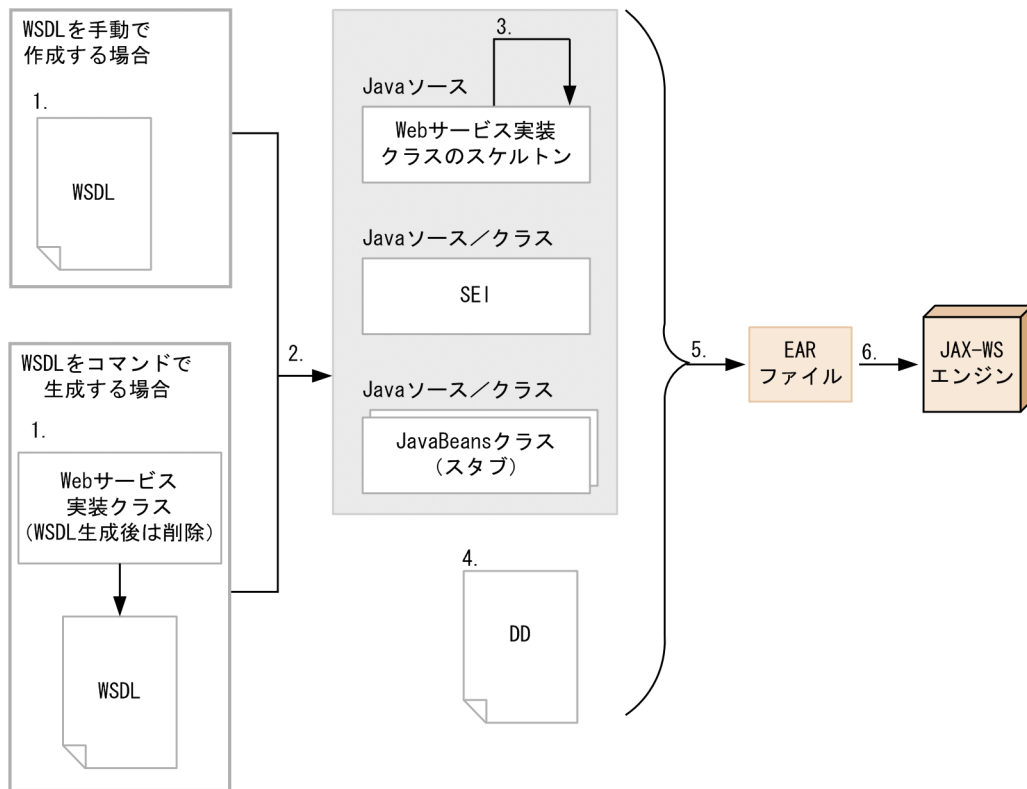 WSDLを手動で
作成する場合
1.
WSDL
WSDLをコマンドで
生成する場合
1.
Webサービス
実装クラス
(WSDL生成後は削除)
WSDL
2.
3.
Javaソース
Webサービス実装
クラスのスケルトン
Javaソース／クラス
SEI
Javaソース／クラス
JavaBeansクラス
(スタブ)
4.
DD
5.
EAR
ファイル
6.
JAX-WS
エンジン